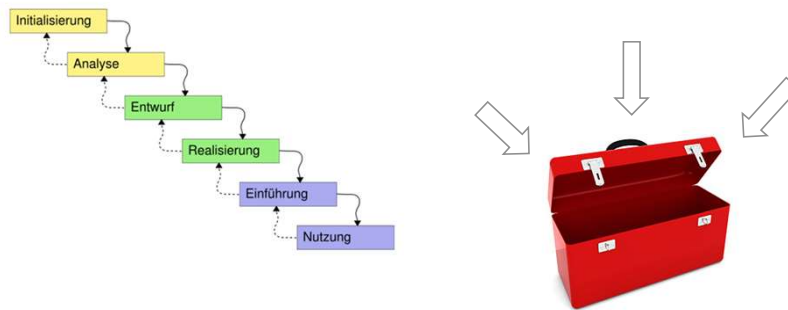 Initialisierung
Analyse
Entwurf
Realisierung
Einführung
Nutzung